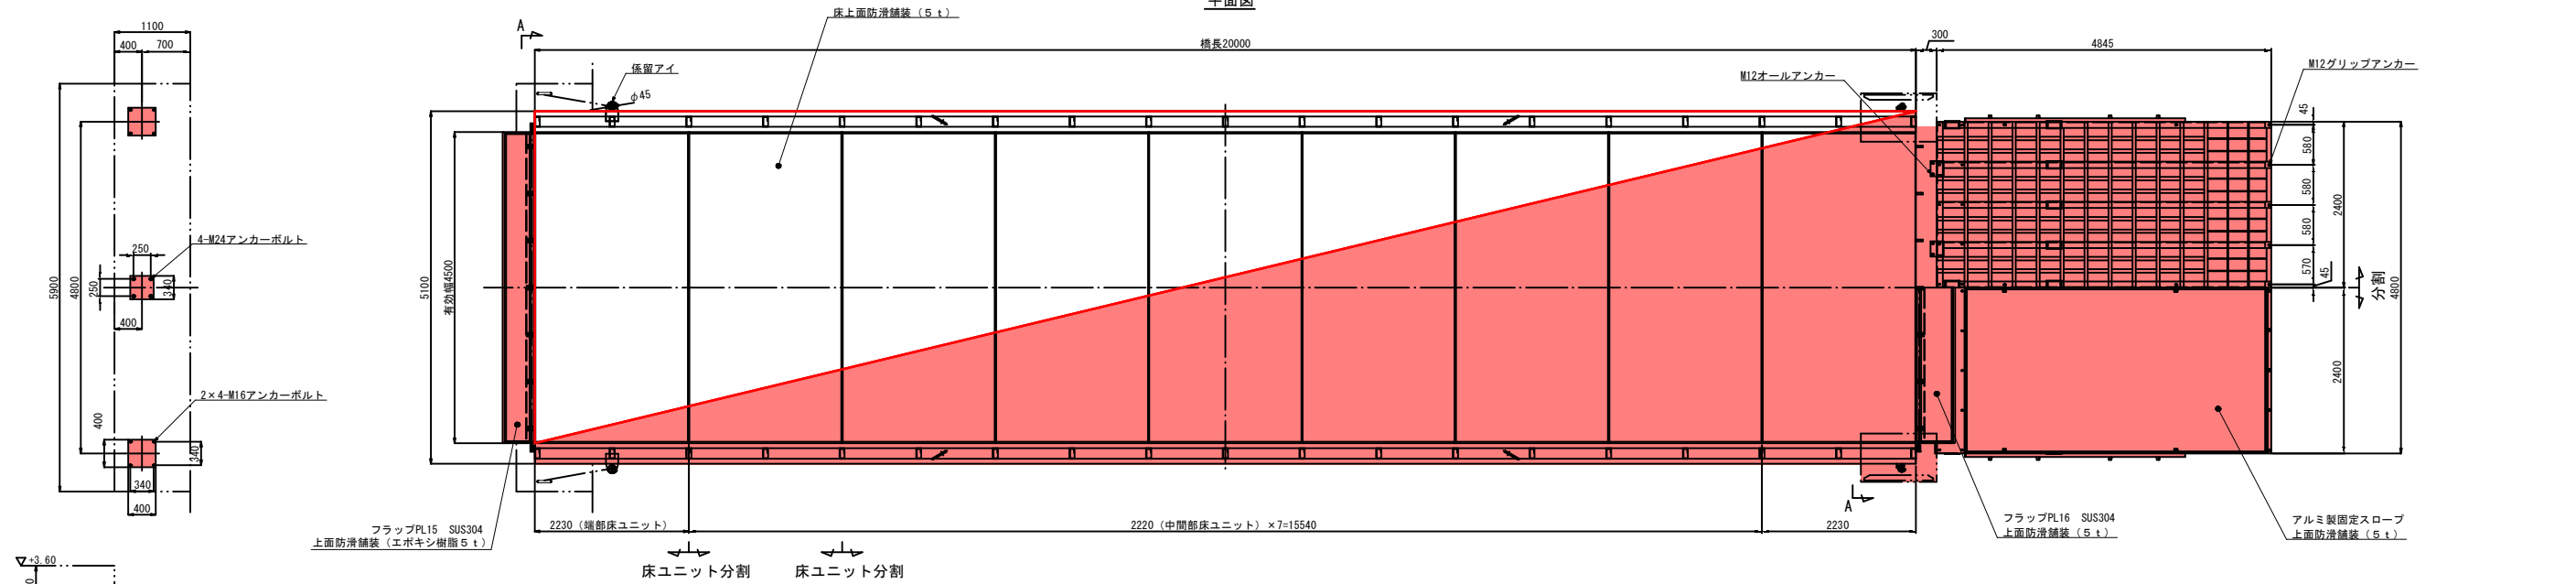 平面図
1100
400
700
5900
4800
4-M24アンカーボルト
250
250
340
400
2×4-M16アンカーボルト
400
340
340
400
A
床上面防滑舗装（５ｔ）
橋長20000
300
4845
係留アイ
φ45
M12オールアンカー
M12グリップアンカー
5100
有効幅4500
45
580
580
580
570
45
2400
2400
4800
分割
2230（端部床ユニット）
2220（中間部床ユニット）×7=15540
2230
A
フラップPL15　SUS304
上面防滑舗装（エポキシ樹脂５ｔ）
フラップPL16　SUS304
上面防滑舗装（５ｔ）
アルミ製固定スロープ
上面防滑舗装（５ｔ）
床ユニット分割
床ユニット分割
+3.60